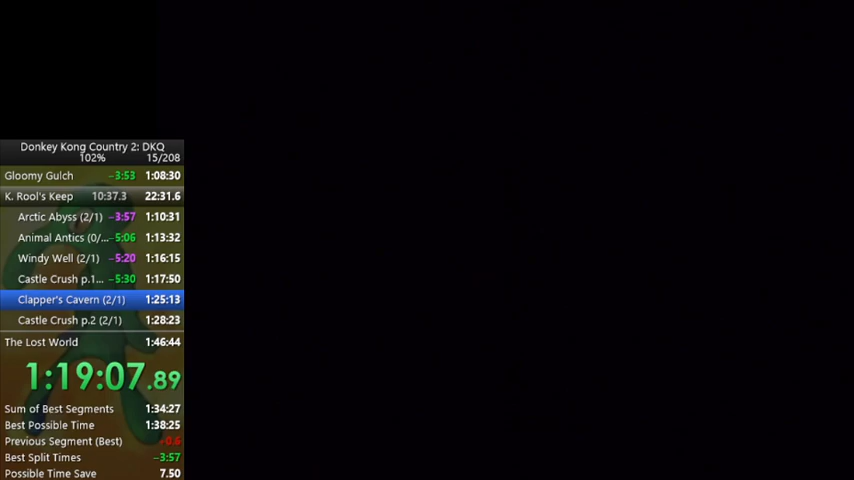 Donkey Kong Country 2: DKQ
102% 15/208
Gloomy Gulch -3:53 1:08:30
K. Rool's Keep 10:37.3 22:31.6
Arctic Abyss (2/1) -3:57 1:10:31
Animal Antics (0/... -5:06 1:13:32
Windy Well (2/1) -5:20 1:16:15
Castle Crush p.1... -5:30 1:17:50
Clapper's Cavern (2/1) 1:25:13
Castle Crush p.2 (2/1) 1:28:23
The Lost World 1:46:44
1:19:07.89
Sum of Best Segments 1:34:27
Best Possible Time 1:38:25
Previous Segment (Best) +0.6
Best Split Times -3:57
Possible Time Save 7.50